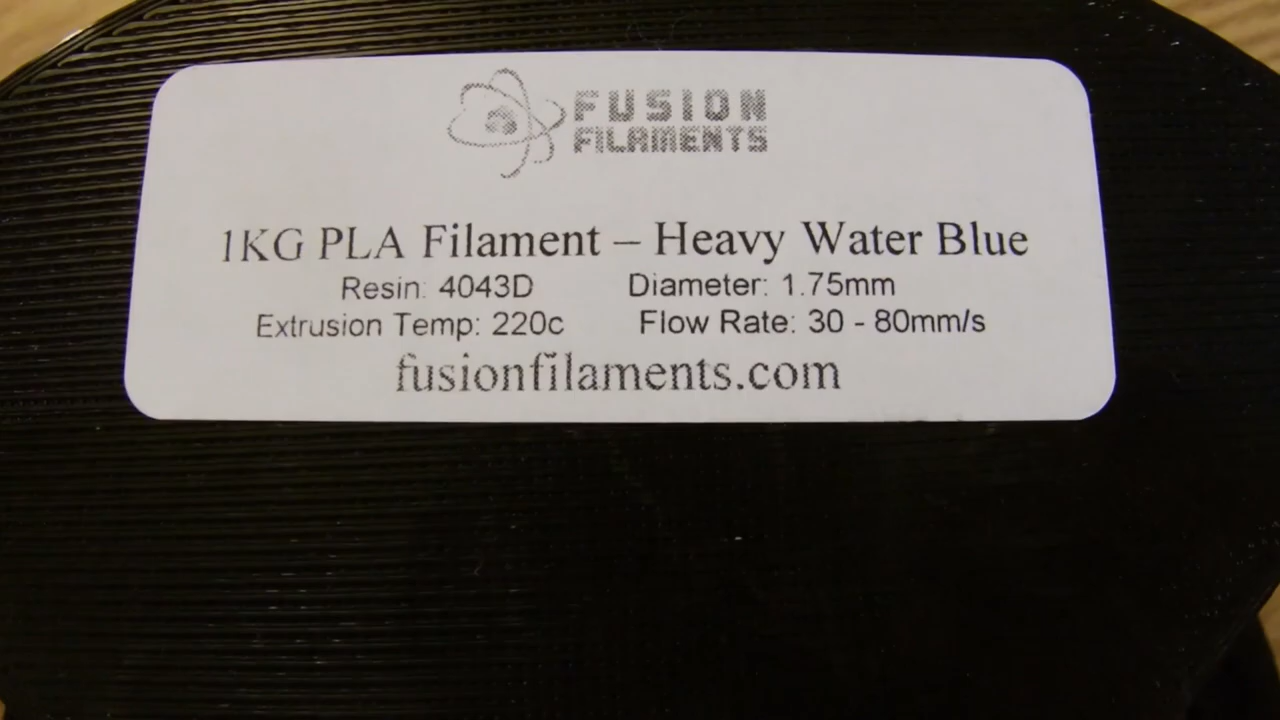 FUSION
FILAMENTS
1KG PLA Filament – Heavy Water Blue
Resin: 4043D Diameter: 1.75mm
Extrusion Temp: 220c Flow Rate: 30 - 80mm/s
fusionfilaments.com